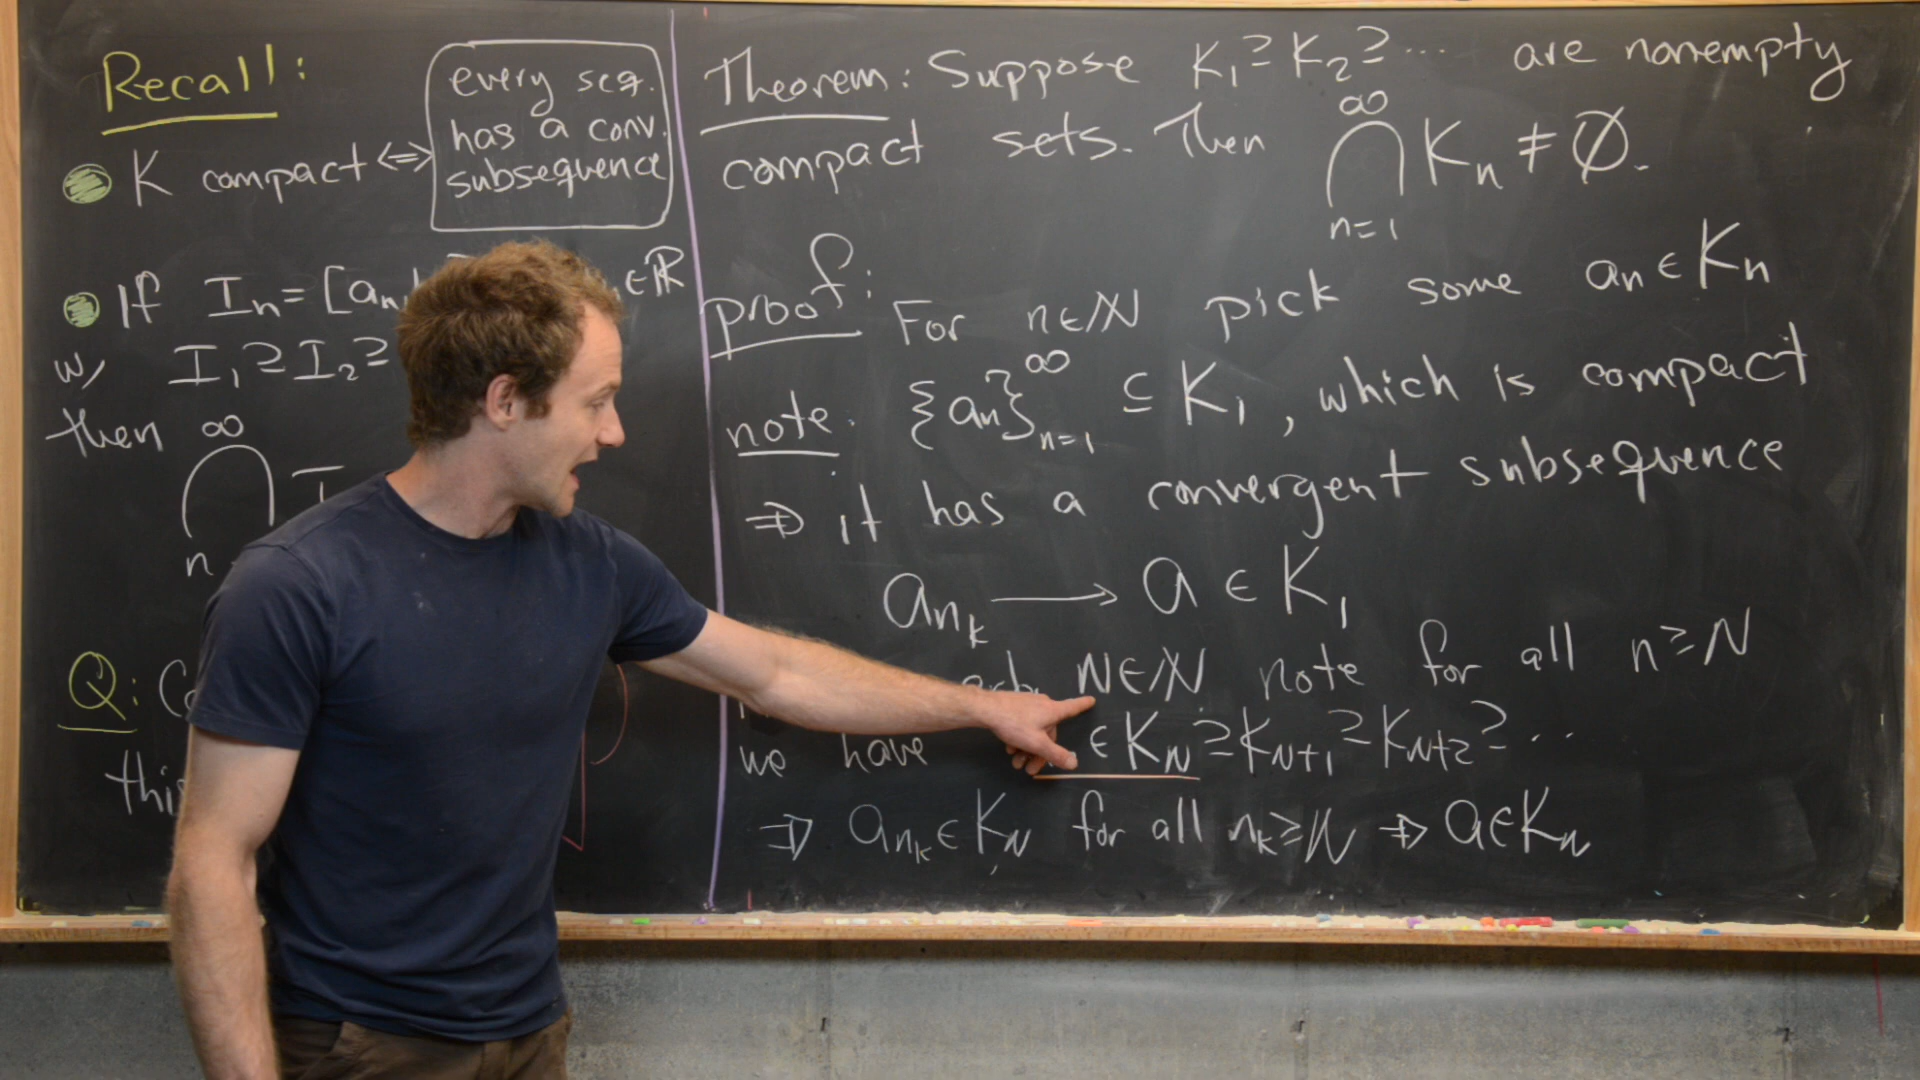 Recall:
K compact <=> every seq.
has a conv.
subsequence
If Iₙ = [aₙ, ∈ ℝ
w/ I₁ ⊇ I₂ ⊇
then ∞
⋂
n
Q:
Theorem: Suppose K₁ ⊇ K₂ ⊇ ... are nonempty
compact sets. Then ⋂ₙ₌₁^∞ Kₙ ≠ ∅.
proof: For n∈ℕ pick some aₙ ∈ Kₙ
note: {aₙ}ₙ₌₁^∞ ⊆ K₁, which is compact
⇒ it has a convergent subsequence
aₙₖ → a ∈ K₁
arb. N∈ℕ note for all n ≥ N
we have ∈ K_N ⊇ K_{N+1} ⊇ K_{N+2} ⊇ ...
⇒ aₙₖ ∈ K_N for all nₖ ≥ N ⇒ a ∈ K_N